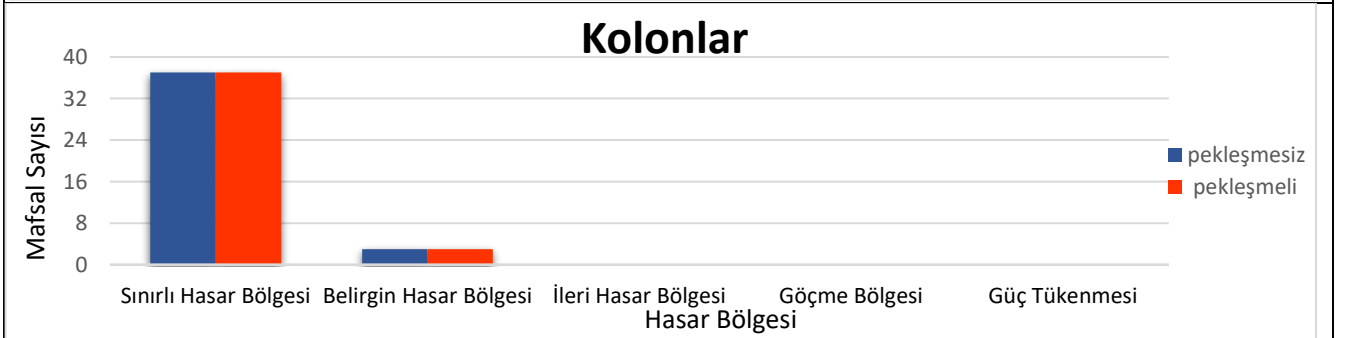 Kolonlar
Mafsal Sayısı
40
32
24
16
8
0
Sınırlı Hasar Bölgesi Belirgin Hasar Bölgesi İleri Hasar Bölgesi Göçme Bölgesi Güç Tükenmesi
Hasar Bölgesi
pekleşmesiz
pekleşmeli